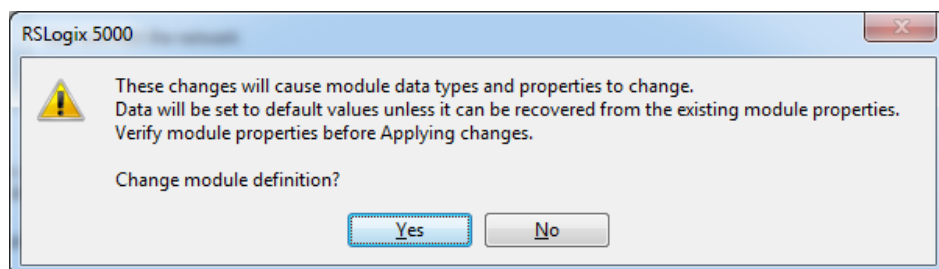 RSLogix 5000
These changes will cause module data types and properties to change.
Data will be set to default values unless it can be recovered from the existing module properties.
Verify module properties before Applying changes.
Change module definition?
Yes No